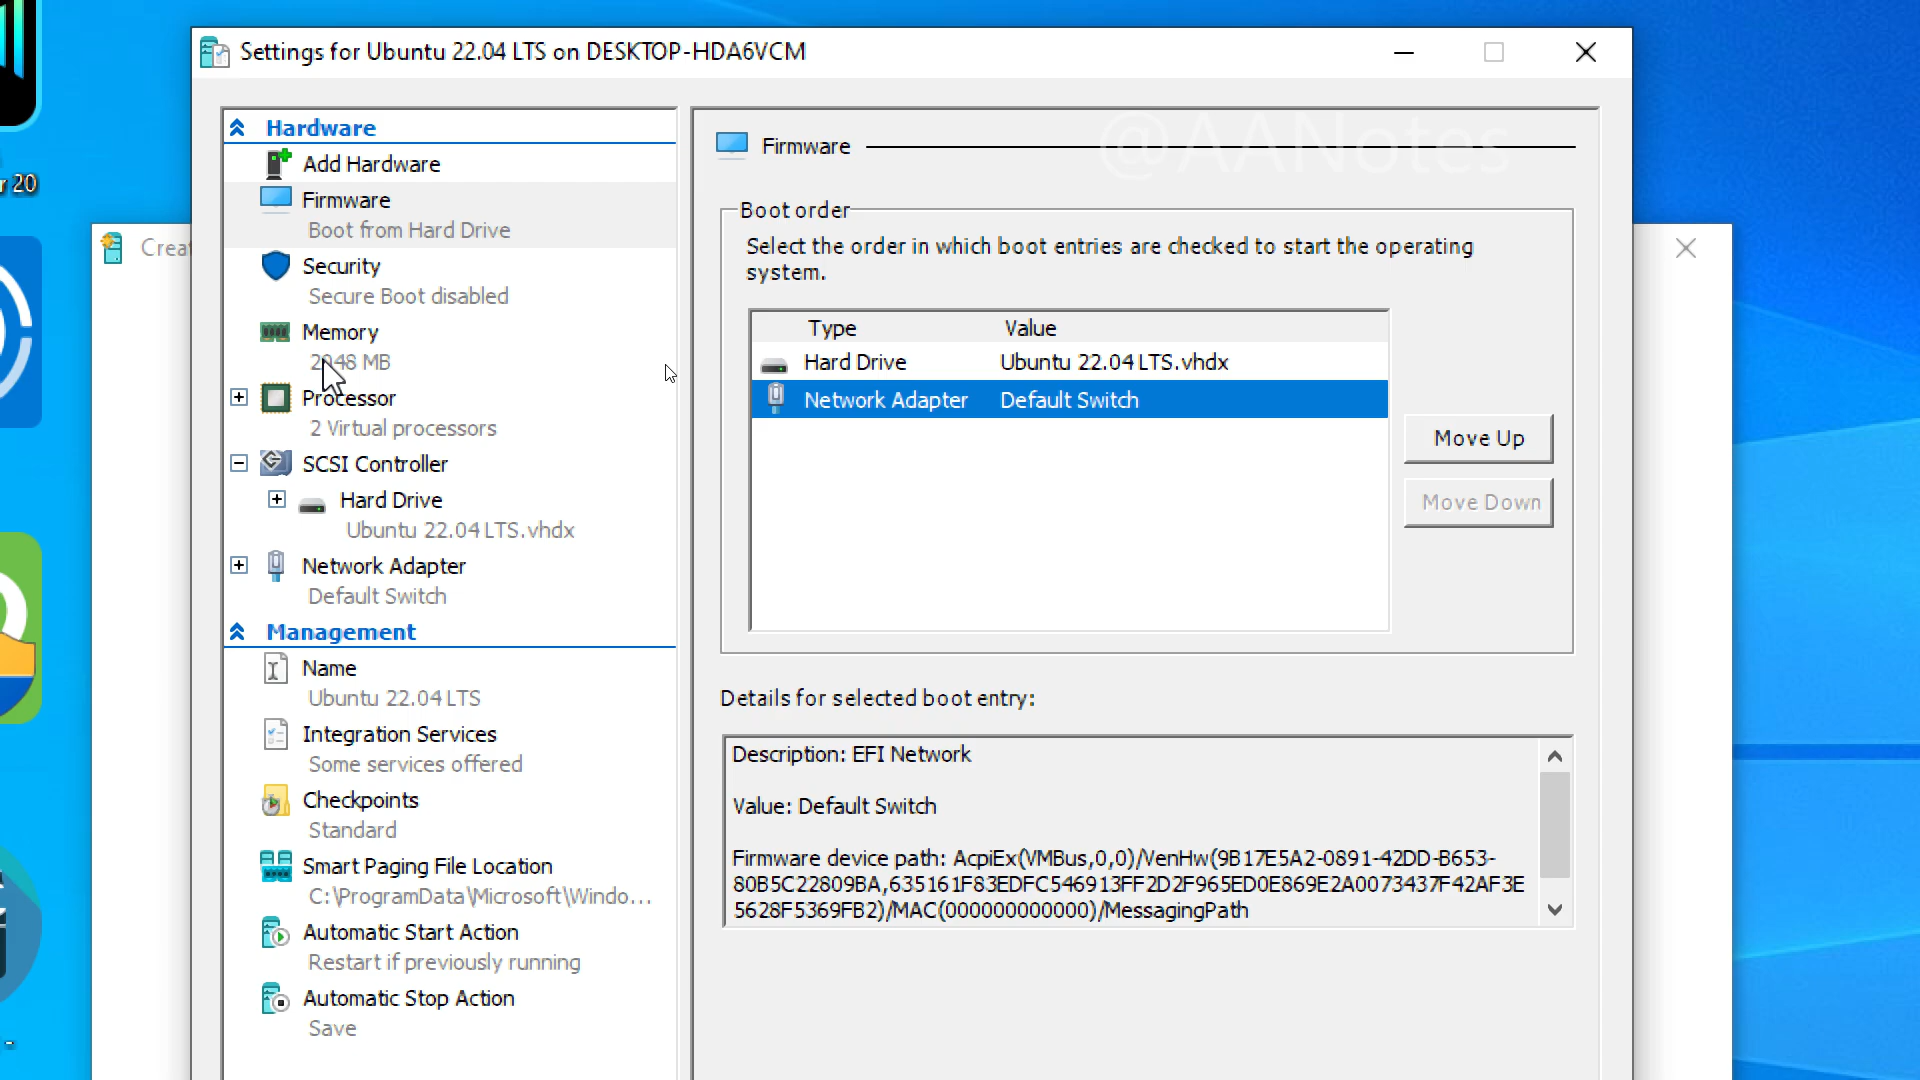 Settings for Ubuntu 22.04 LTS on DESKTOP-HDA6VCM
r 20
Creat
Hardware
Add Hardware
Firmware
Boot from Hard Drive
Security
Secure Boot disabled
Memory
2048 MB
Processor
2 Virtual processors
SCSI Controller
Hard Drive
Ubuntu 22.04 LTS.vhdx
Network Adapter
Default Switch
Management
Name
Ubuntu 22.04 LTS
Integration Services
Some services offered
Checkpoints
Standard
Smart Paging File Location
C:\ProgramData\Microsoft\Windo...
Automatic Start Action
Restart if previously running
Automatic Stop Action
Save
Firmware
@AANotes
Boot order
Select the order in which boot entries are checked to start the operating
system.
Type Value
Hard Drive Ubuntu 22.04 LTS.vhdx
Network Adapter Default Switch
Move Up
Move Down
Details for selected boot entry:
Description: EFI Network
Value: Default Switch
Firmware device path: AcpiEx(VMBus,0,0)/VenHw(9B17E5A2-0891-42DD-B653-
80B5C22809BA,635161F83EDFC546913FF2D2F965ED0E869E2A0073437F42AF3E
5628F5369FB2)/MAC(000000000000)/MessagingPath